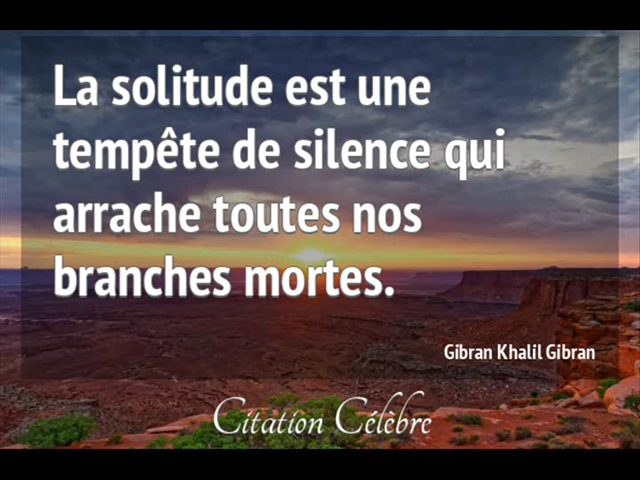 La solitude est une
tempête de silence qui
arrache toutes nos
branches mortes.
Gibran Khalil Gibran
Citation Célèbre